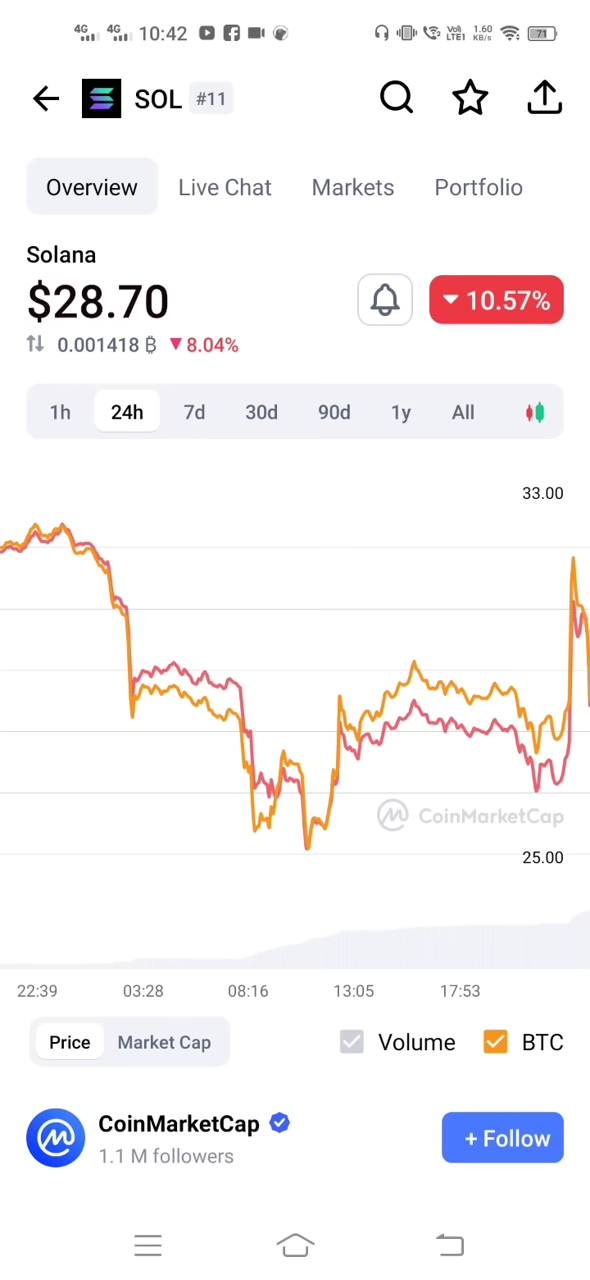 4G 4G 10:42 Vo) LTE1 1.60 KB/s 71
SOL #11
Overview Live Chat Markets Portfolio
Solana
$28.70 10.57%
0.001418 ₿ 8.04%
1h 24h 7d 30d 90d 1y All
33.00
CoinMarketCap
25.00
22:39 03:28 08:16 13:05 17:53
Price Market Cap Volume BTC
CoinMarketCap
1.1 M followers
+ Follow